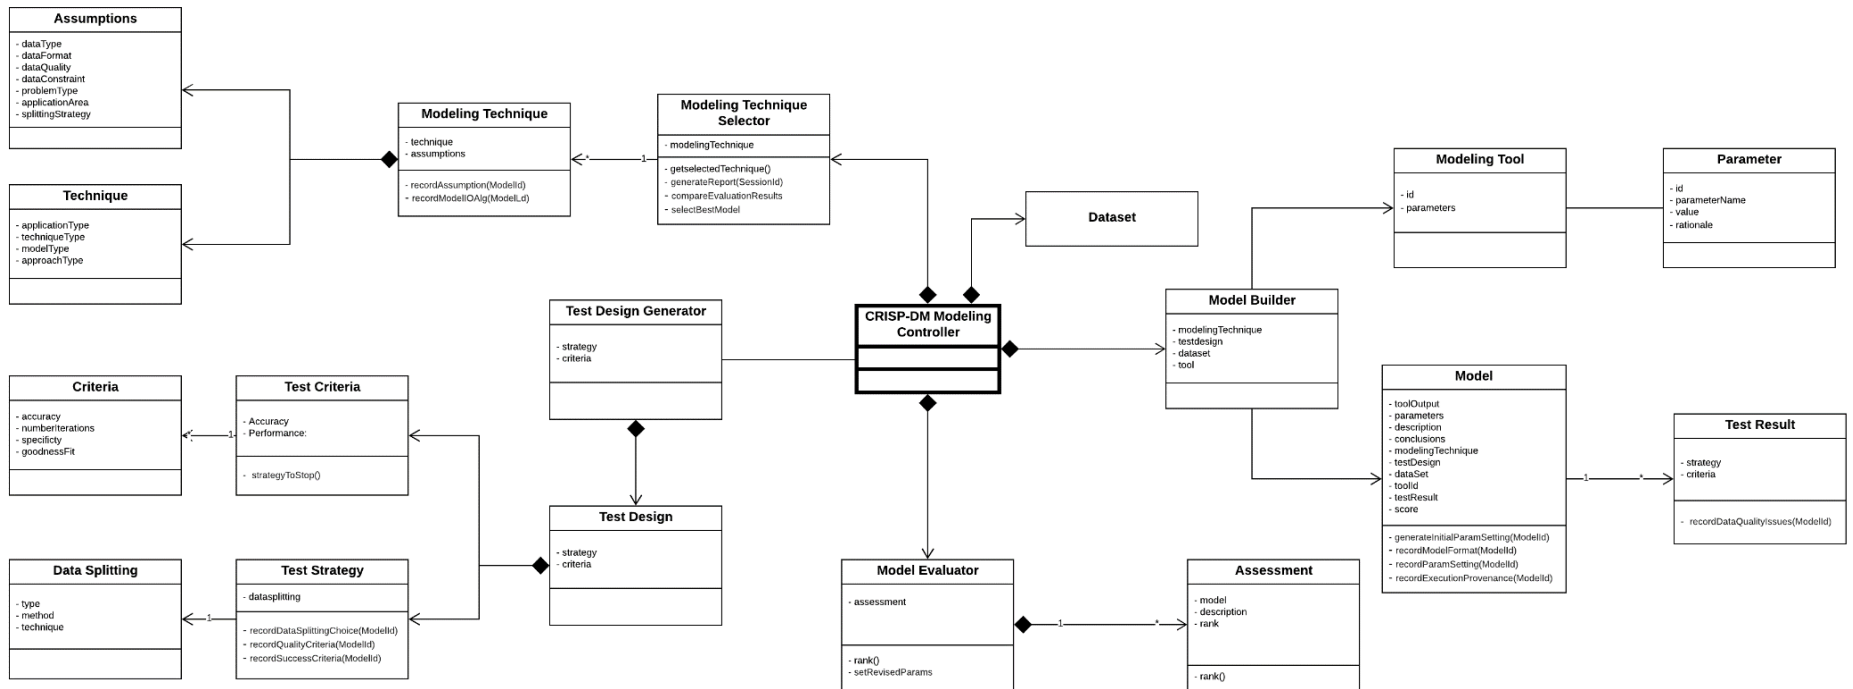 Assumptions
- dataType
- dataFormat
- dataQuality
- dataConstraint
- problemType
- applicationArea
- splittingStrategy
Technique
- applicationType
- techniqueType
- modelType
- approachType
Modeling Technique
- technique
- assumptions
- recordAssumption(ModelId)
- recordModelIOAlg(ModelLd)
* 1
Modeling Technique
Selector
- modelingTechnique
- getselectedTechnique()
- generateReport(SessionId)
- compareEvaluationResults
- selectBestModel
Dataset
Modeling Tool
- id
- parameters
Parameter
- id
- parameterName
- value
- rationale
Test Design Generator
- strategy
- criteria
CRISP-DM Modeling
Controller
Model Builder
- modelingTechnique
- testdesign
- dataset
- tool
Criteria
- accuracy
- numberIterations
- specificty
- goodnessFit
* 1
Test Criteria
- Accuracy
- Performance:
- strategyToStop()
Model
- toolOutput
- parameters
- description
- conclusions
- modelingTechnique
- testDesign
- dataSet
- toolId
- testResult
- score
- generateInitialParamSetting(ModelId)
- recordModelFormat(ModelId)
- recordParamSetting(ModelId)
- recordExecutionProvenance(ModelId)
1 *
Test Result
- strategy
- criteria
- recordDataQualityIssues(ModelId)
Test Design
- strategy
- criteria
Data Splitting
- type
- method
- technique
1
Test Strategy
- datasplitting
- recordDataSplittingChoice(ModelId)
- recordQualityCriteria(ModelId)
- recordSuccessCriteria(ModelId)
Model Evaluator
- assessment
- rank()
- setRevisedParams
1 *
Assessment
- model
- description
- rank
- rank()